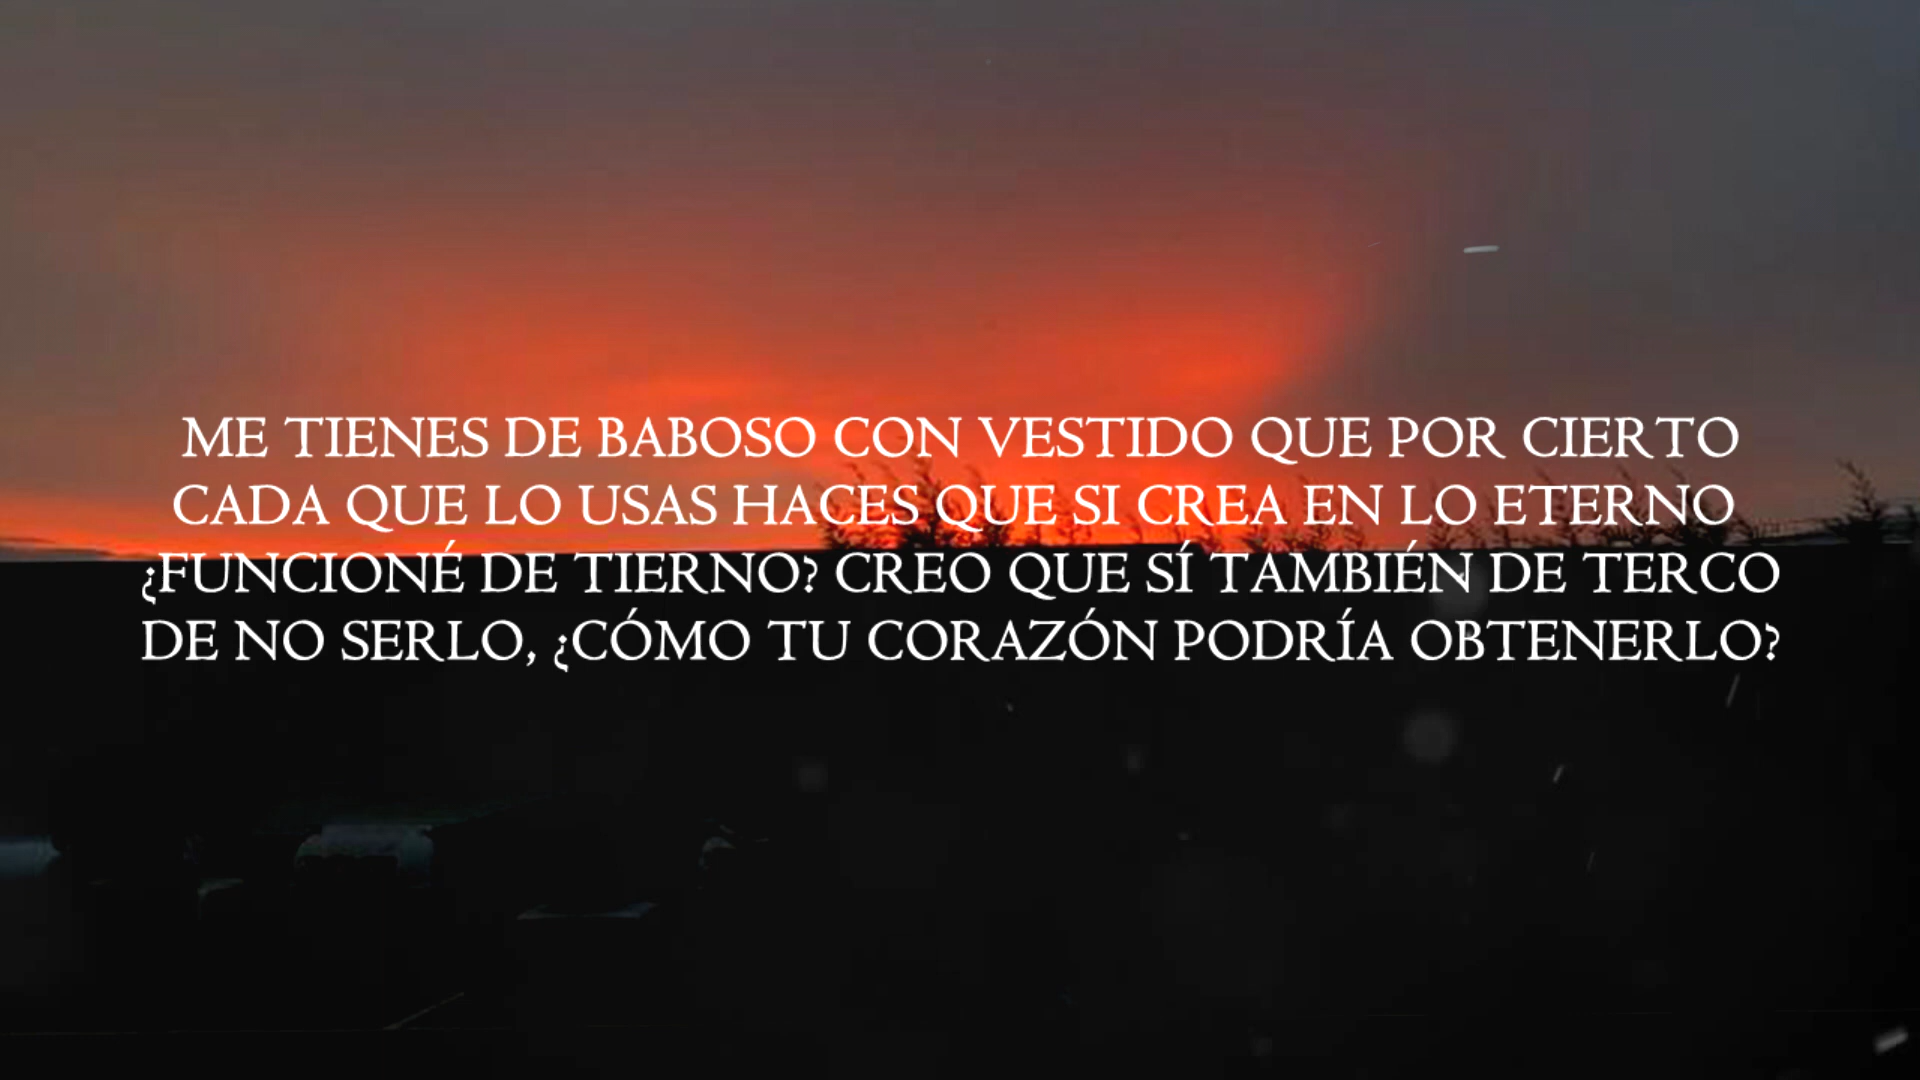 ME TIENES DE BABOSO CON VESTIDO QUE POR CIERTO
CADA QUE LO USAS HACES QUE SI CREA EN LO ETERNO
¿FUNCIONÉ DE TIERNO? CREO QUE SÍ TAMBIÉN DE TERCO
DE NO SERLO, ¿CÓMO TU CORAZÓN PODRÍA OBTENERLO?